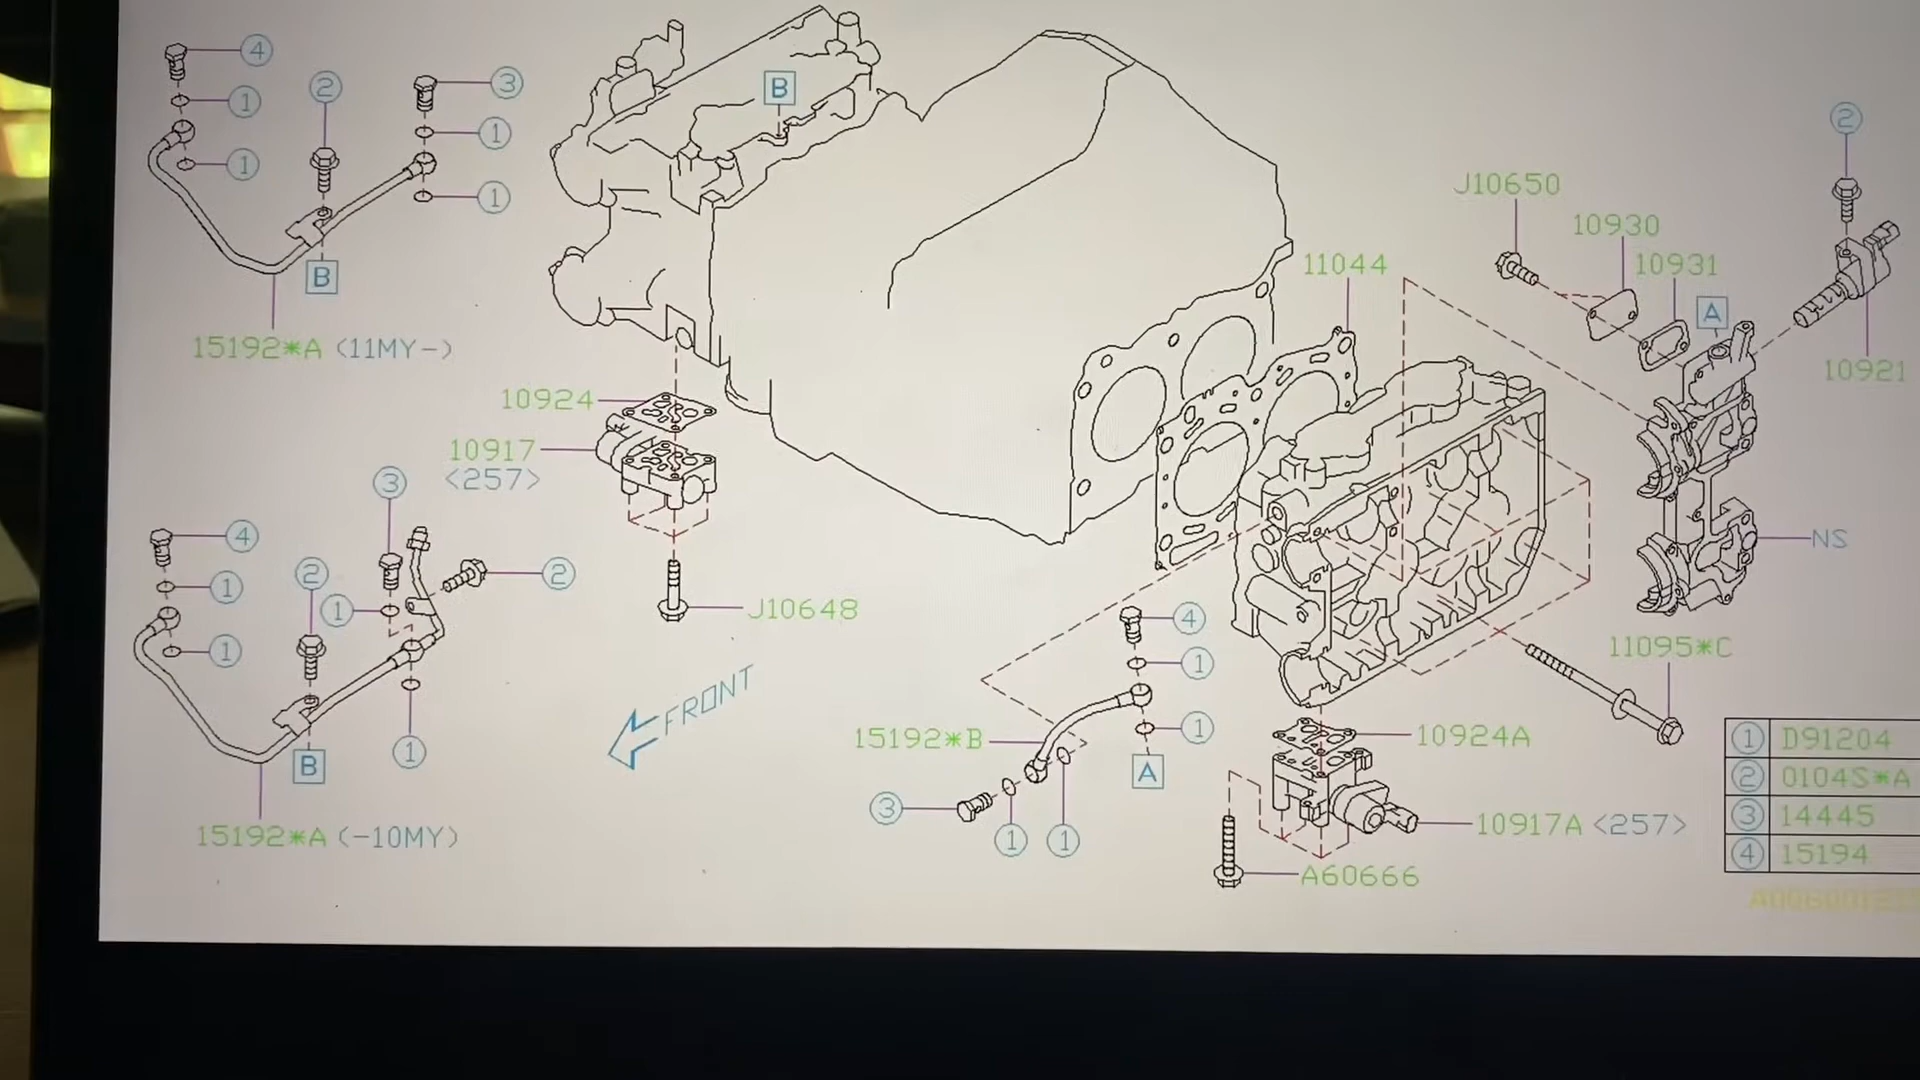 4
1
1
2
3
1
1
B
15192*A (11MY-)
B
J10650
10930
10931
A
2
10921
11044
10924
10917
<257>
J10648
NS
11095*C
4
1
1
2
3
1
2
1
B
15192*A (-10MY)
FRONT
4
1
1
A
15192*B
3
1
1
10924A
10917A <257>
A60666
1 D91204
2 0104S*A
3 14445
4 15194